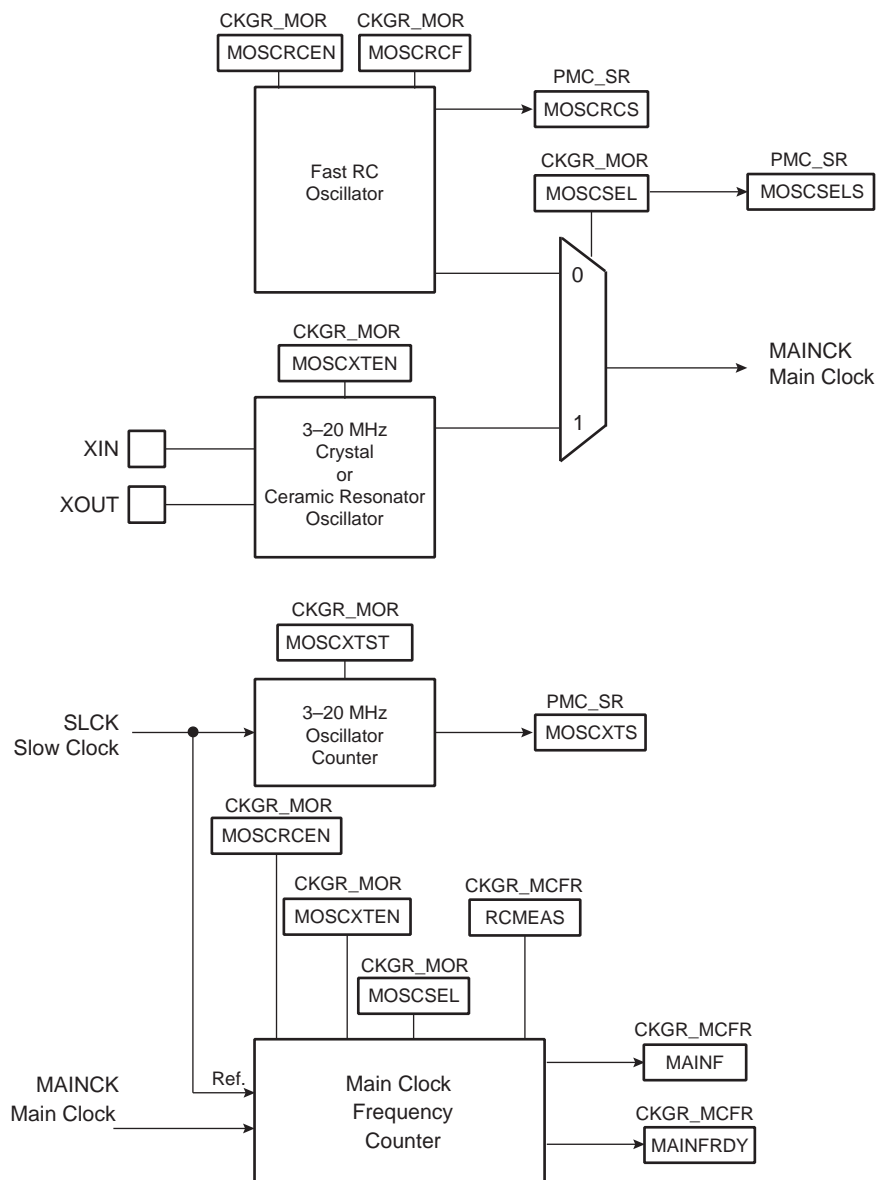 CKGR_MOR
MOSCRCEN
CKGR_MOR
MOSCRCF
PMC_SR
MOSCRCS
Fast RC
Oscillator
CKGR_MOR
MOSCSEL
PMC_SR
MOSCSELS
0
CKGR_MOR
MOSCXTEN
MAINCK
Main Clock
XIN
XOUT
3–20 MHz
Crystal
or
Ceramic Resonator
Oscillator
1
CKGR_MOR
MOSCXTST
SLCK
Slow Clock
3–20 MHz
Oscillator
Counter
PMC_SR
MOSCXTS
CKGR_MOR
MOSCRCEN
CKGR_MOR
MOSCXTEN
CKGR_MCFR
RCMEAS
CKGR_MOR
MOSCSEL
CKGR_MCFR
MAINF
MAINCK
Main Clock
Ref.
Main Clock
Frequency
Counter
CKGR_MCFR
MAINFRDY